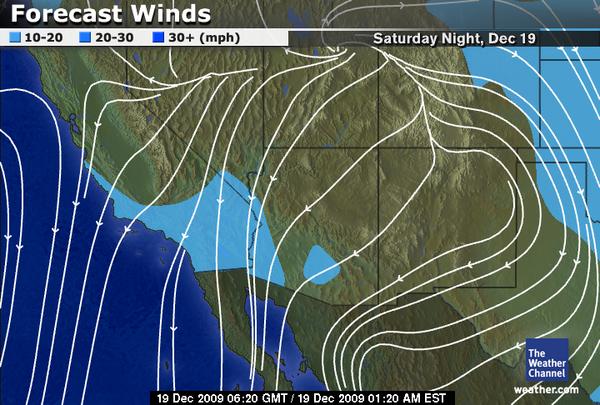 Forecast Winds
10-20 20-30 30+ (mph)
Saturday Night, Dec 19
The
Weather
Channel
weather.com
19 Dec 2009 06:20 GMT / 19 Dec 2009 01:20 AM EST